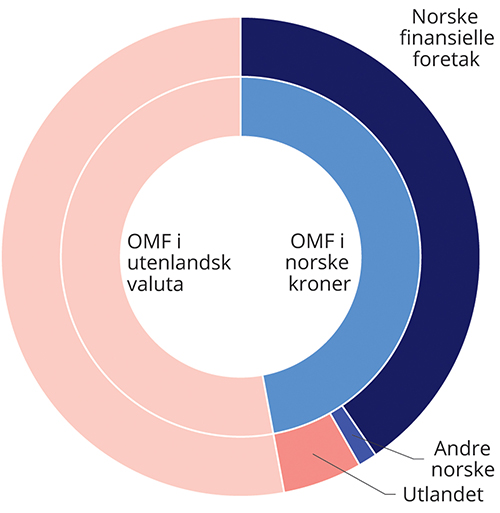 Norske
finansielle
foretak
OMF i
utenlandsk
valuta
OMF i
norske
kroner
Andre
norske
Utlandet